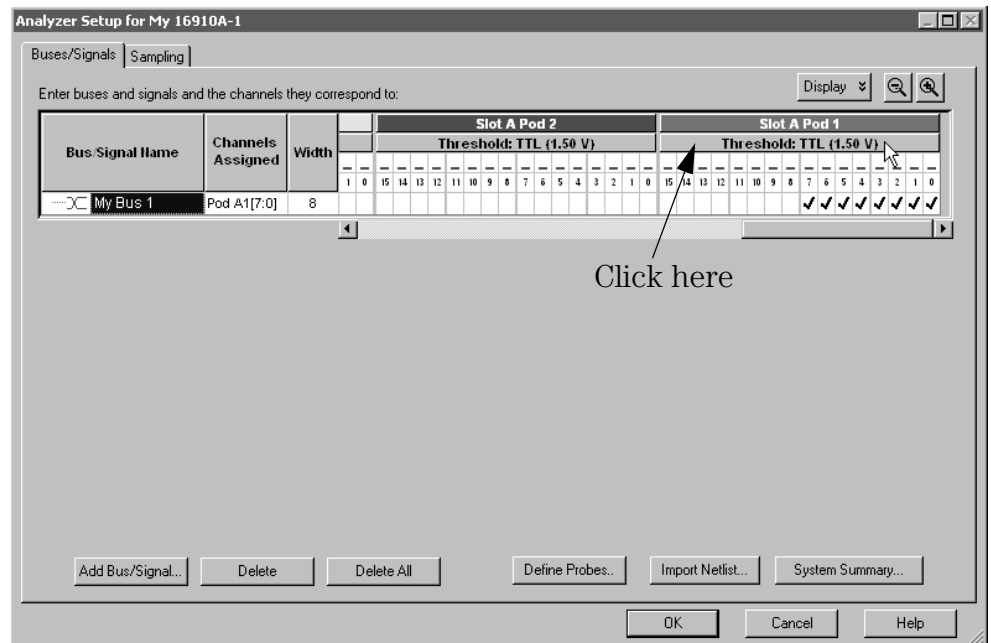 Analyzer Setup for My 16910A-1
Buses/Signals Sampling
Enter buses and signals and the channels they correspond to:
Display
Bus/Signal Name Channels Assigned Width
Slot A Pod 2 Slot A Pod 1
Threshold: TTL (1.50 V) Threshold: TTL (1.50 V)
1 0 15 14 13 12 11 10 9 8 7 6 5 4 3 2 1 0 15 14 13 12 11 10 9 8 7 6 5 4 3 2 1 0
My Bus 1 Pod A1[7:0] 8
Click here
Add Bus/Signal... Delete Delete All Define Probes.. Import Netlist... System Summary...
OK Cancel Help